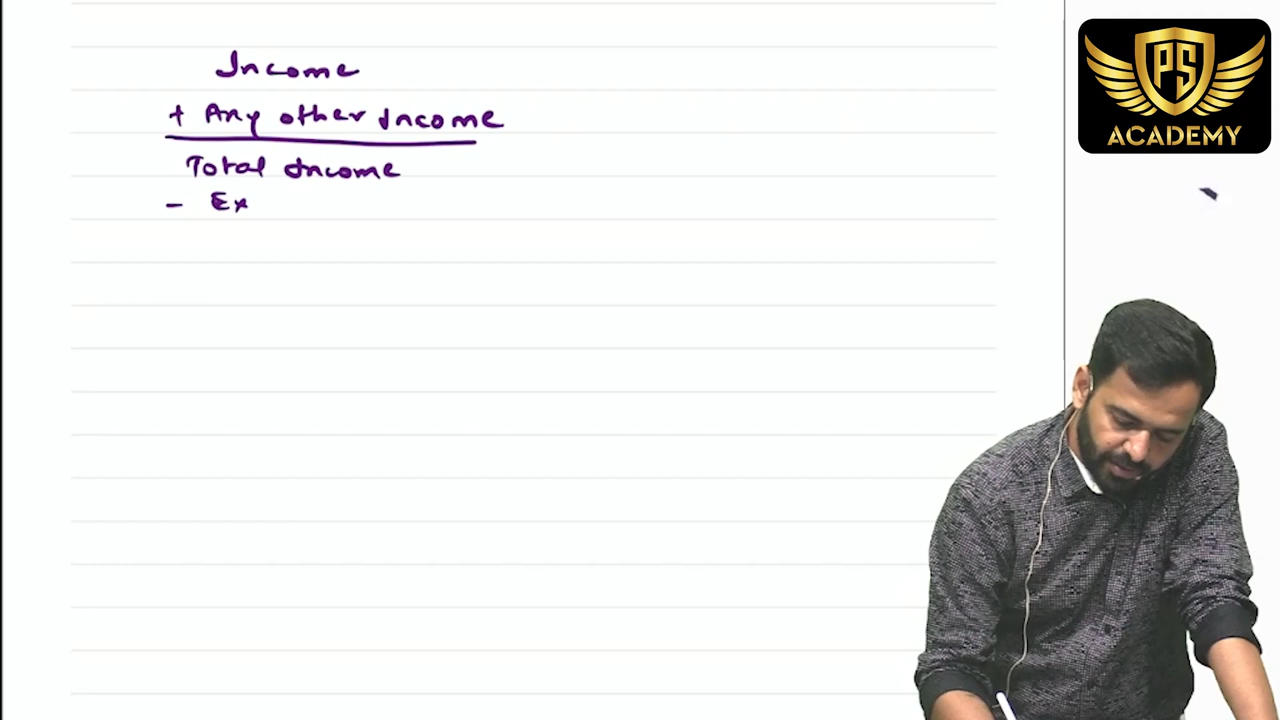 Income
+ Any other income
Total income
- Ex
PS
ACADEMY